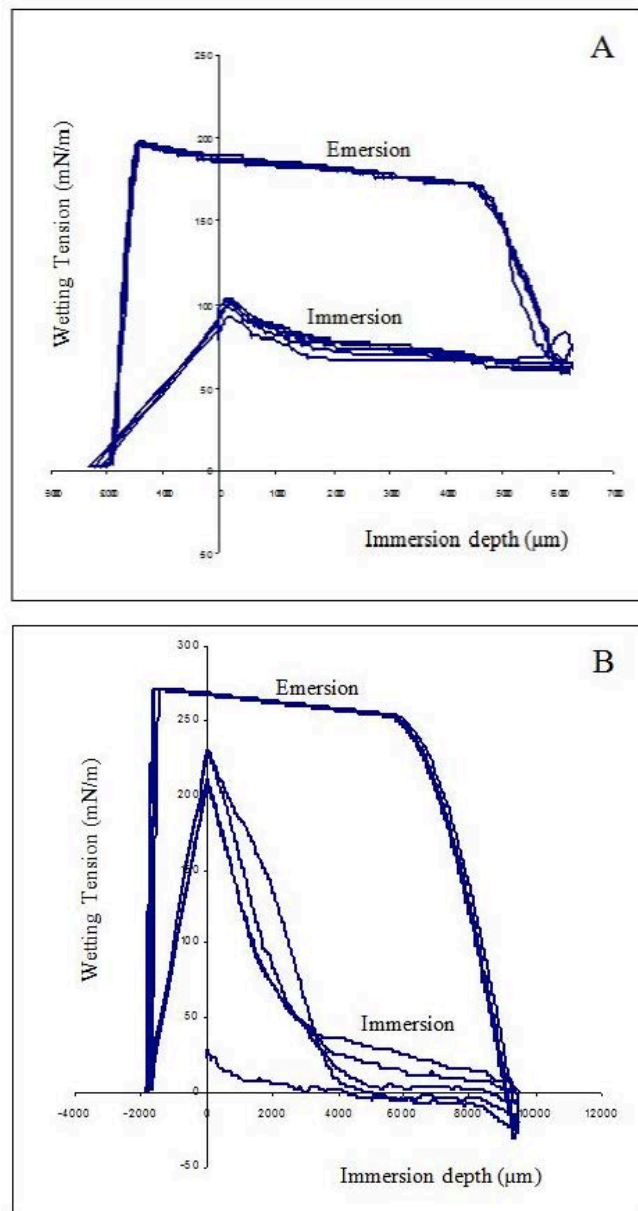 A
250
Wetting Tension (mN/m)
200
Emersion
150
100
Immersion
50
0
0 100 200 300 400 500 600 700
50
Immersion depth (µm)
B
300
Emersion
250
Wetting Tension (mN/m)
200
100
Immersion
50
0
-4000 -2000 0 2000 4000 6000 10000 12000
-50
Immersion depth (µm)